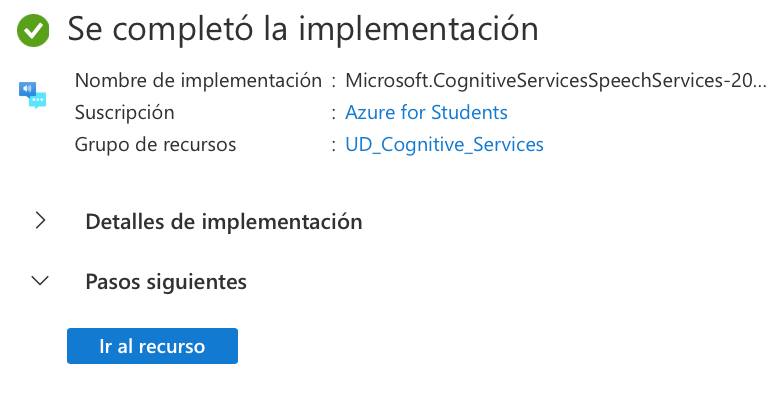 Se completó la implementación
Nombre de implementación : Microsoft.CognitiveServicesSpeechServices-20...
Suscripción : Azure for Students
Grupo de recursos : UD_Cognitive_Services
Detalles de implementación
Pasos siguientes
Ir al recurso